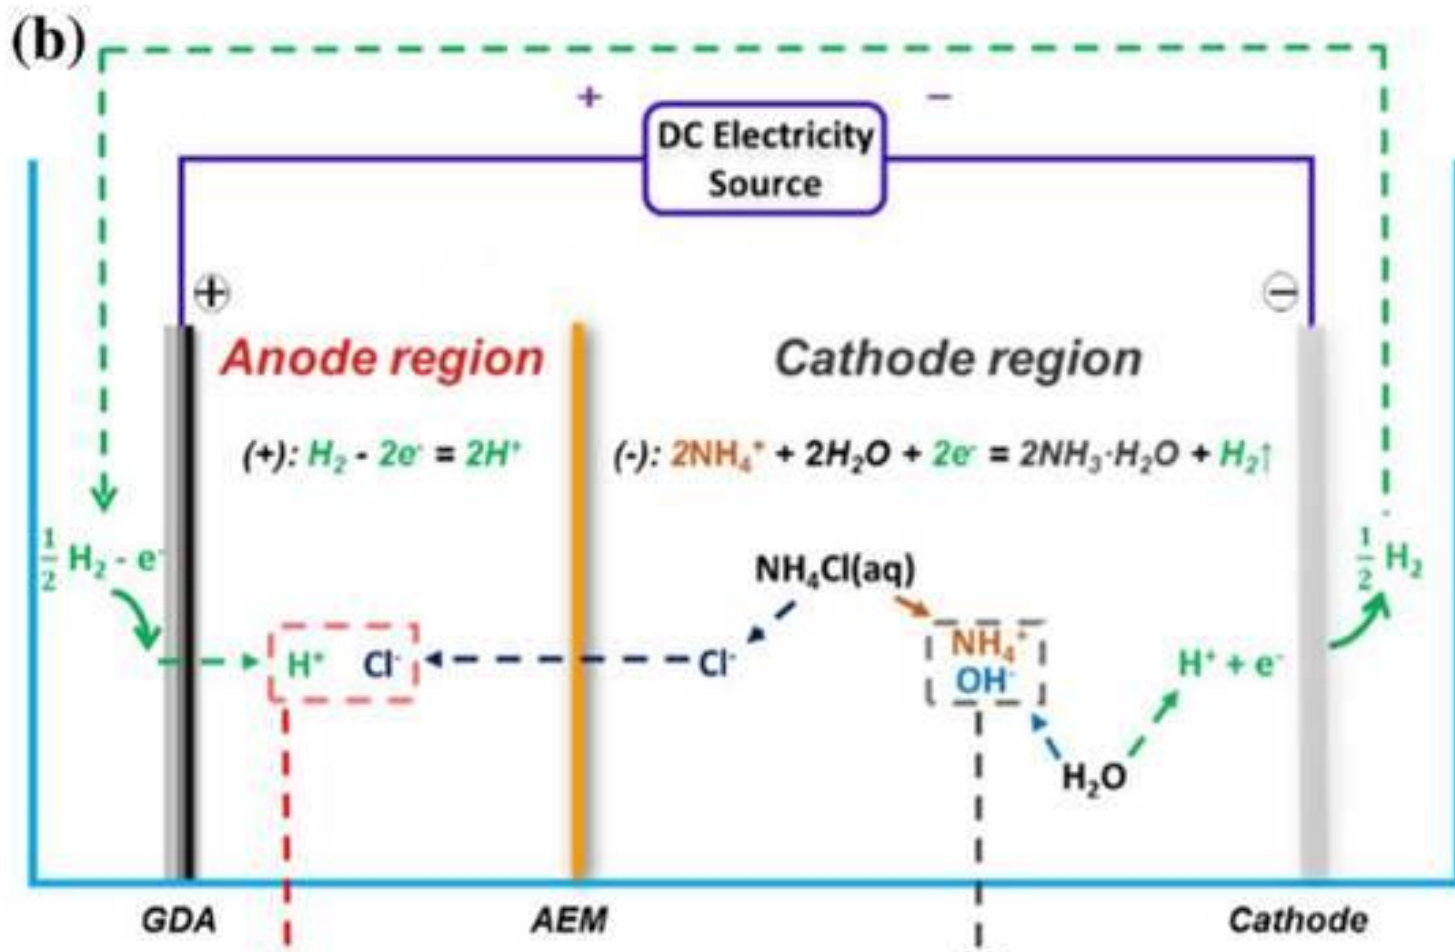 (b)
+ −
DC Electricity
Source
+ −
Anode region Cathode region
(+): H₂ - 2e⁻ = 2H⁺ (-): 2NH₄⁺ + 2H₂O + 2e⁻ = 2NH₃·H₂O + H₂↑
½ H₂ - e⁻ ½ H₂
NH₄Cl(aq)
H⁺ Cl⁻ Cl⁻ NH₄⁺ H⁺ + e⁻
OH⁻
H₂O
GDA AEM Cathode